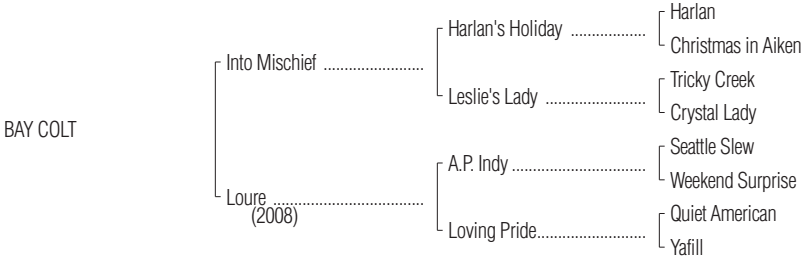 Harlan
Harlan's Holiday ..................
Christmas in Aiken
Into Mischief ........................
Tricky Creek
Leslie's Lady ........................
Crystal Lady
BAY COLT
Seattle Slew
A.P. Indy ................................
Weekend Surprise
Loure ....................................
(2008)
Quiet American
Loving Pride..........................
Yafill